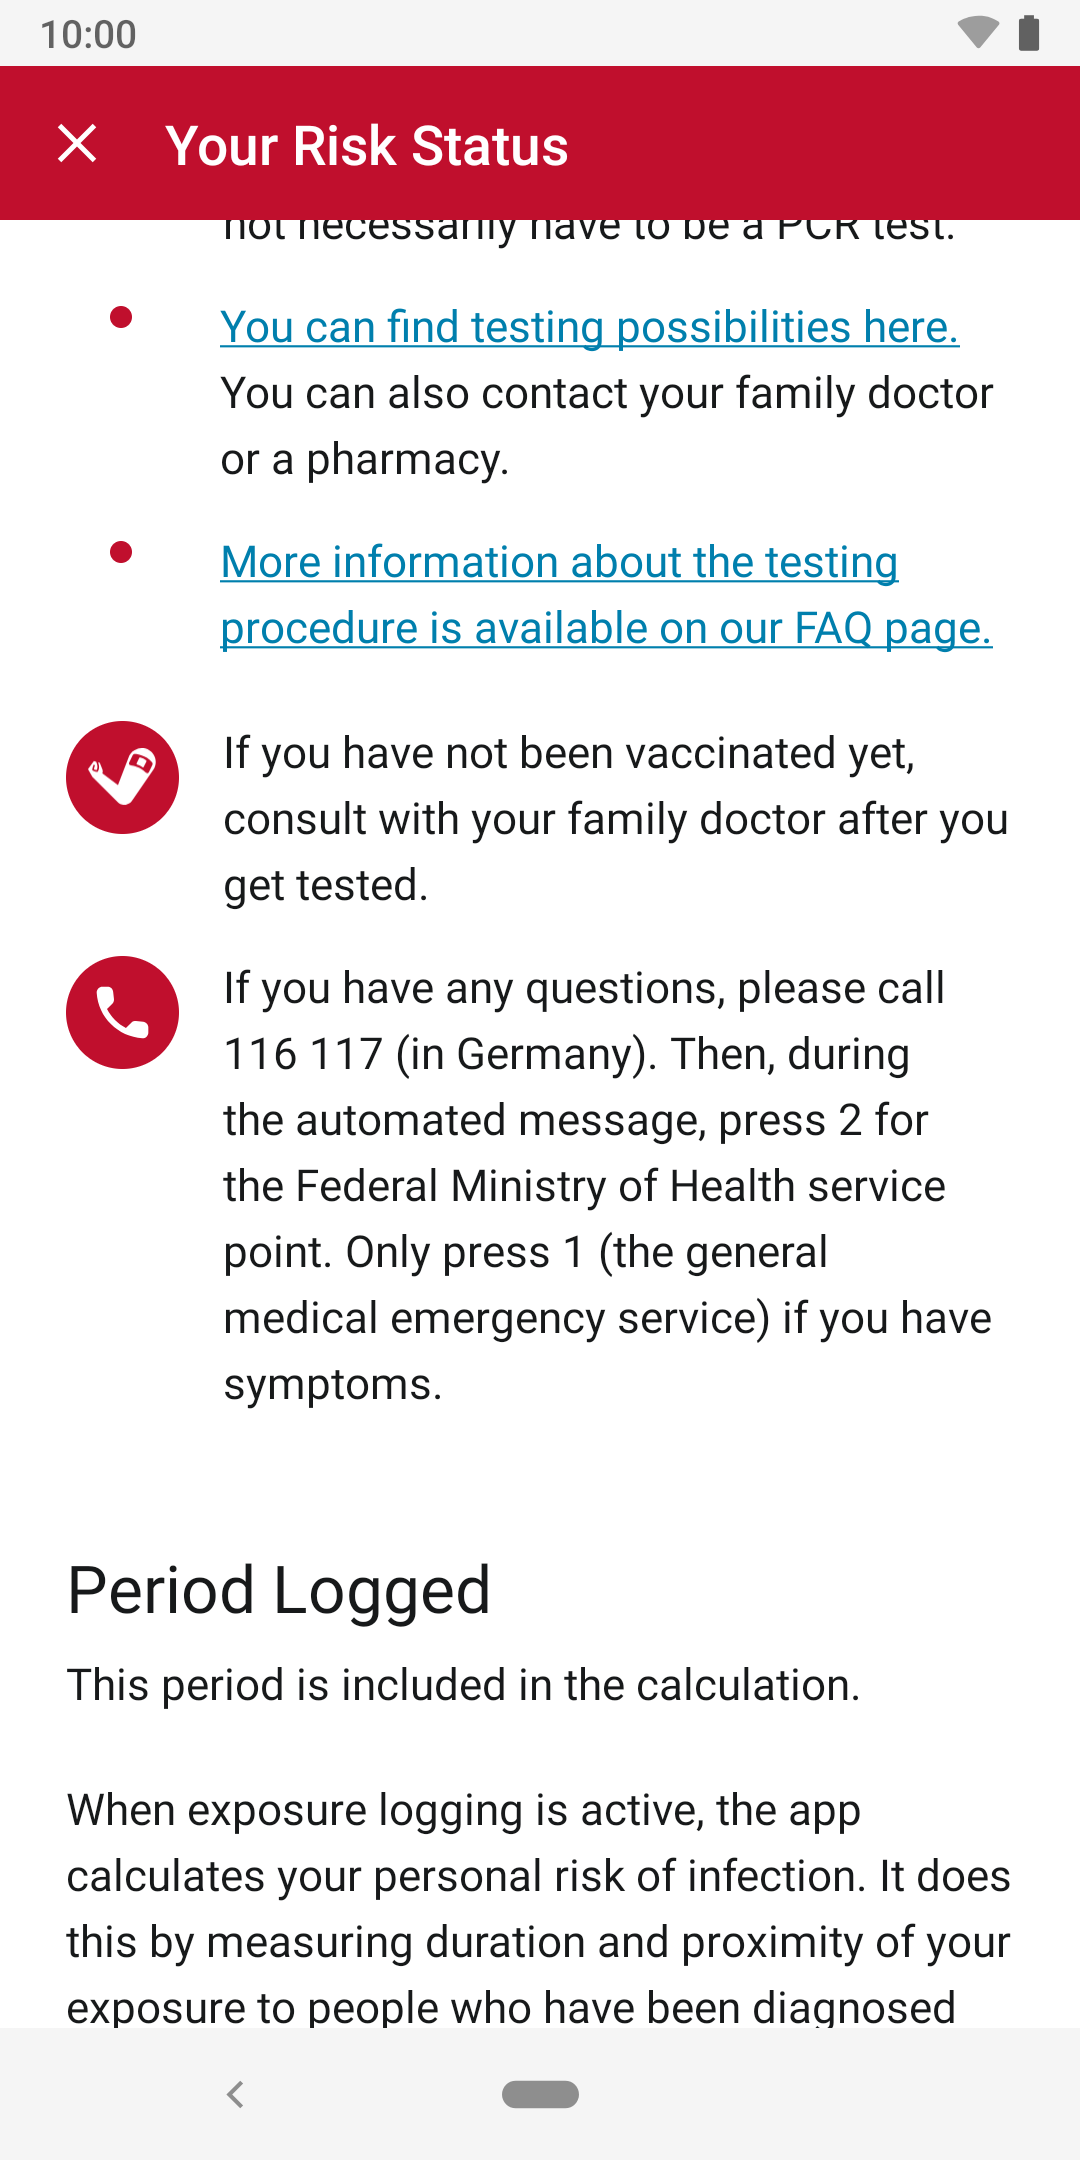 10:00
Your Risk Status
not necessarily have to be a PCR test.
You can find testing possibilities here.
You can also contact your family doctor
or a pharmacy.
More information about the testing
procedure is available on our FAQ page.
If you have not been vaccinated yet,
consult with your family doctor after you
get tested.
If you have any questions, please call
116 117 (in Germany). Then, during
the automated message, press 2 for
the Federal Ministry of Health service
point. Only press 1 (the general
medical emergency service) if you have
symptoms.
Period Logged
This period is included in the calculation.
When exposure logging is active, the app
calculates your personal risk of infection. It does
this by measuring duration and proximity of your
exposure to people who have been diagnosed